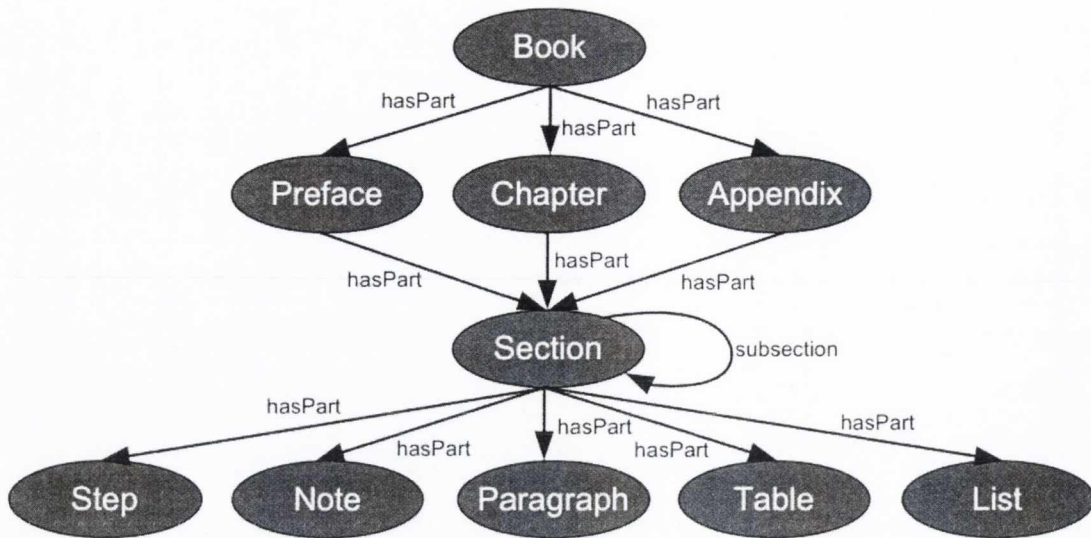 Book
hasPart
hasPart
hasPart
Preface
Chapter
Appendix
hasPart
hasPart
hasPart
Section
subsection
hasPart
hasPart
hasPart
hasPart
hasPart
Step
Note
Paragraph
Table
List